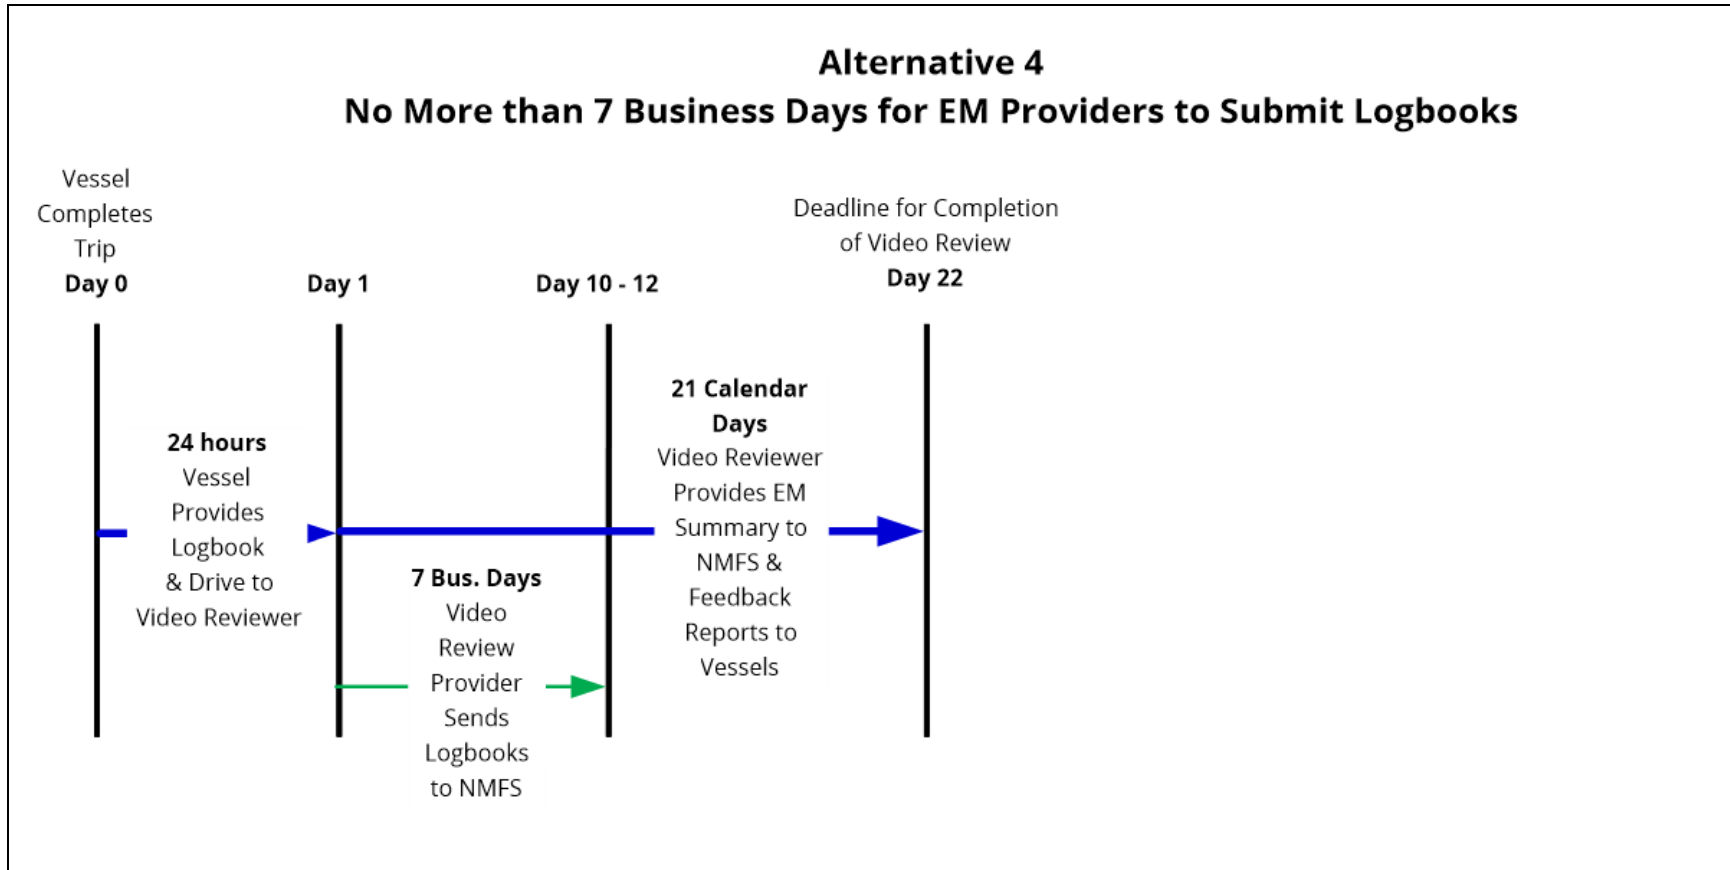 Alternative 4
No More than 7 Business Days for EM Providers to Submit Logbooks
Vessel
Completes
Trip
Day 0
Day 1
Day 10 - 12
Deadline for Completion
of Video Review
Day 22
24 hours
Vessel
Provides
Logbook
& Drive to
Video Reviewer
7 Bus. Days
Video
Review
Provider
Sends
Logbooks
to NMFS
21 Calendar
Days
Video Reviewer
Provides EM
Summary to
NMFS &
Feedback
Reports to
Vessels